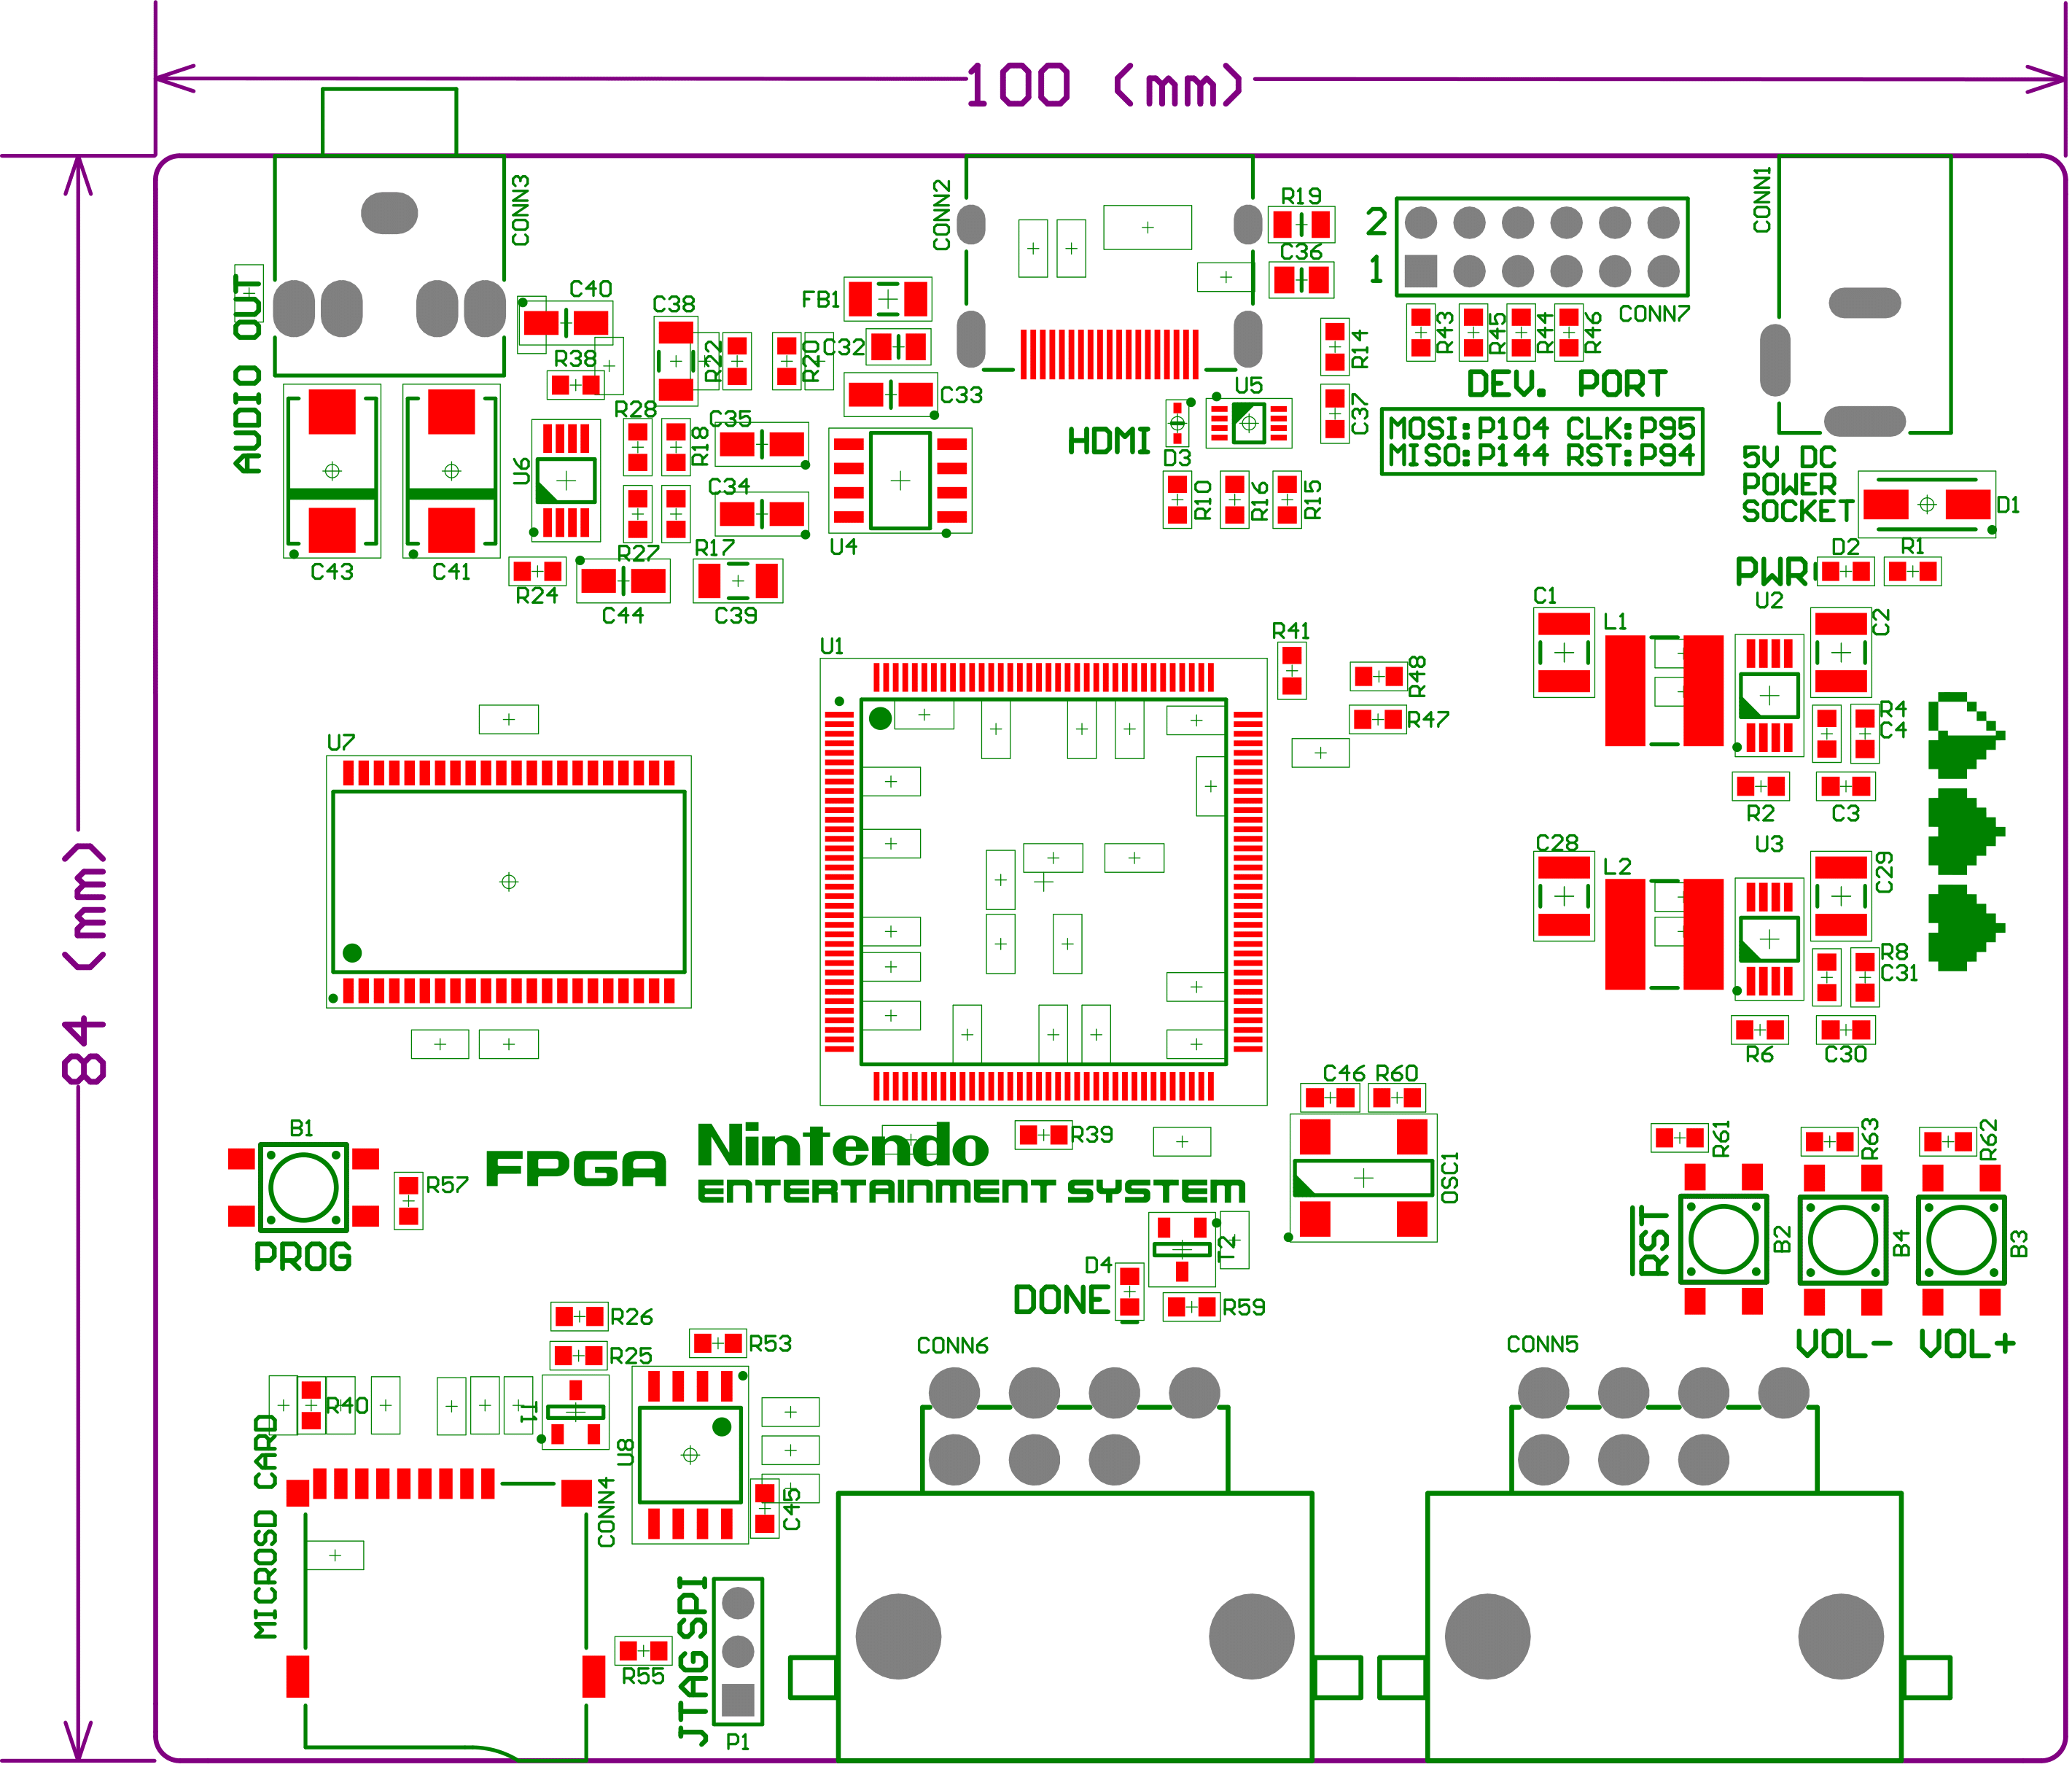 100 (mm)
84 (mm)
CONN3
AUDIO OUT
C40
R38
C38
R22
R20
FB1
C32
C33
CONN2
R19
C36
2
1
CONN7
R43
R45
R44
R46
R14
C37
U5
HDMI
D3
DEV. PORT
MOSI: P104 CLK: P95
MISO: P144 RST: P94
CONN1
5V DC
POWER
SOCKET
D1
R28
R18
C35
C34
U6
R27
R17
U4
R10
R16
R15
C43
C41
R24
C44
C39
PWR
D2
R1
U2
C1
L1
C2
U1
R41
R48
R47
R4
C4
R2
C3
U7
C28
L2
U3
C29
R8
C31
R6
C30
C46
R60
B1
R57
PROG
FPGA
Nintendo
ENTERTAINMENT SYSTEM
R39
OSC1
R61
R63
R62
RST
B2
B4
B3
VOL-
VOL+
T2
D4
DONE
R59
R26
R25
R53
CONN6
CONN5
R40
T1
U8
MICROSD CARD
CONN4
C45
JTAG SPI
R55
P1